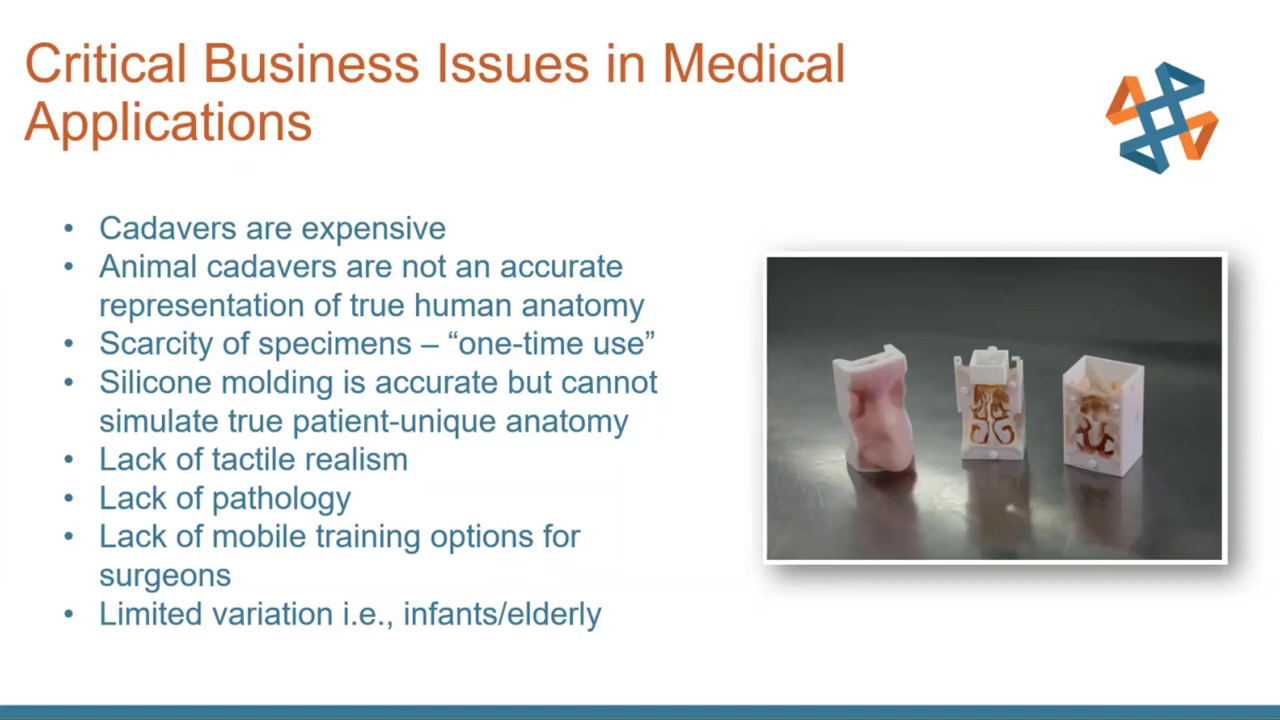 Critical Business Issues in Medical
Applications
• Cadavers are expensive
• Animal cadavers are not an accurate
representation of true human anatomy
• Scarcity of specimens – “one-time use”
• Silicone molding is accurate but cannot
simulate true patient-unique anatomy
• Lack of tactile realism
• Lack of pathology
• Lack of mobile training options for
surgeons
• Limited variation i.e., infants/elderly